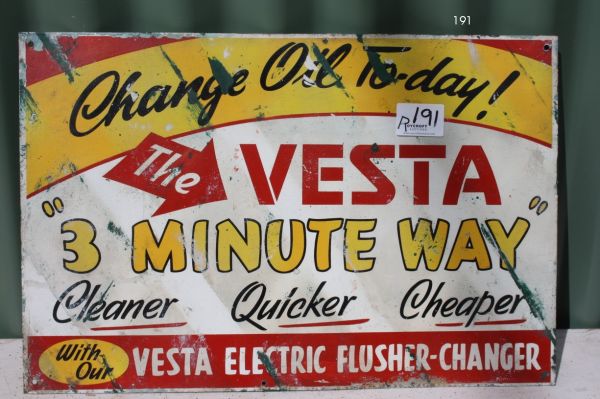 191
Change Oil To-day!
R191
The VESTA
"3 MINUTE WAY"
Cleaner Quicker Cheaper
With Our VESTA ELECTRIC FLUSHER-CHANGER